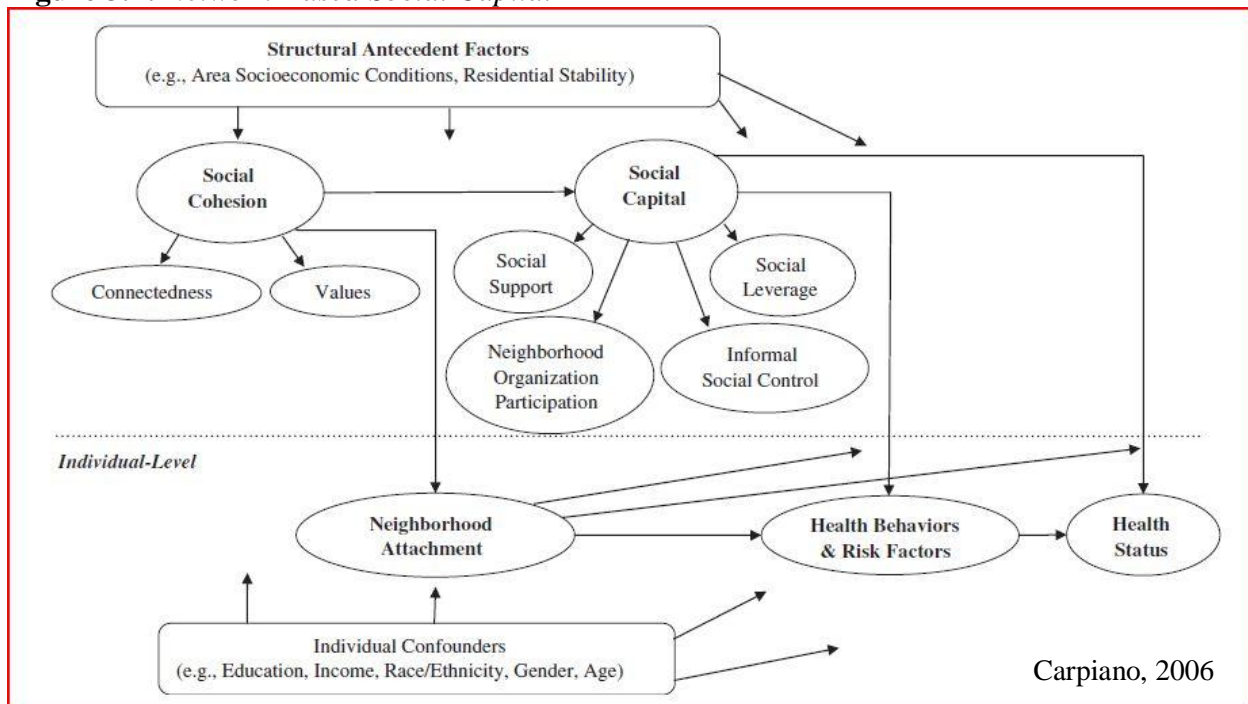 Structural Antecedent Factors
(e.g., Area Socioeconomic Conditions, Residential Stability)
Social
Cohesion
Social
Capital
Connectedness
Values
Social
Support
Social
Leverage
Neighborhood
Organization
Participation
Informal
Social Control
Individual-Level
Neighborhood
Attachment
Health Behaviors
& Risk Factors
Health
Status
Individual Confounders
(e.g., Education, Income, Race/Ethnicity, Gender, Age)
Carpiano, 2006